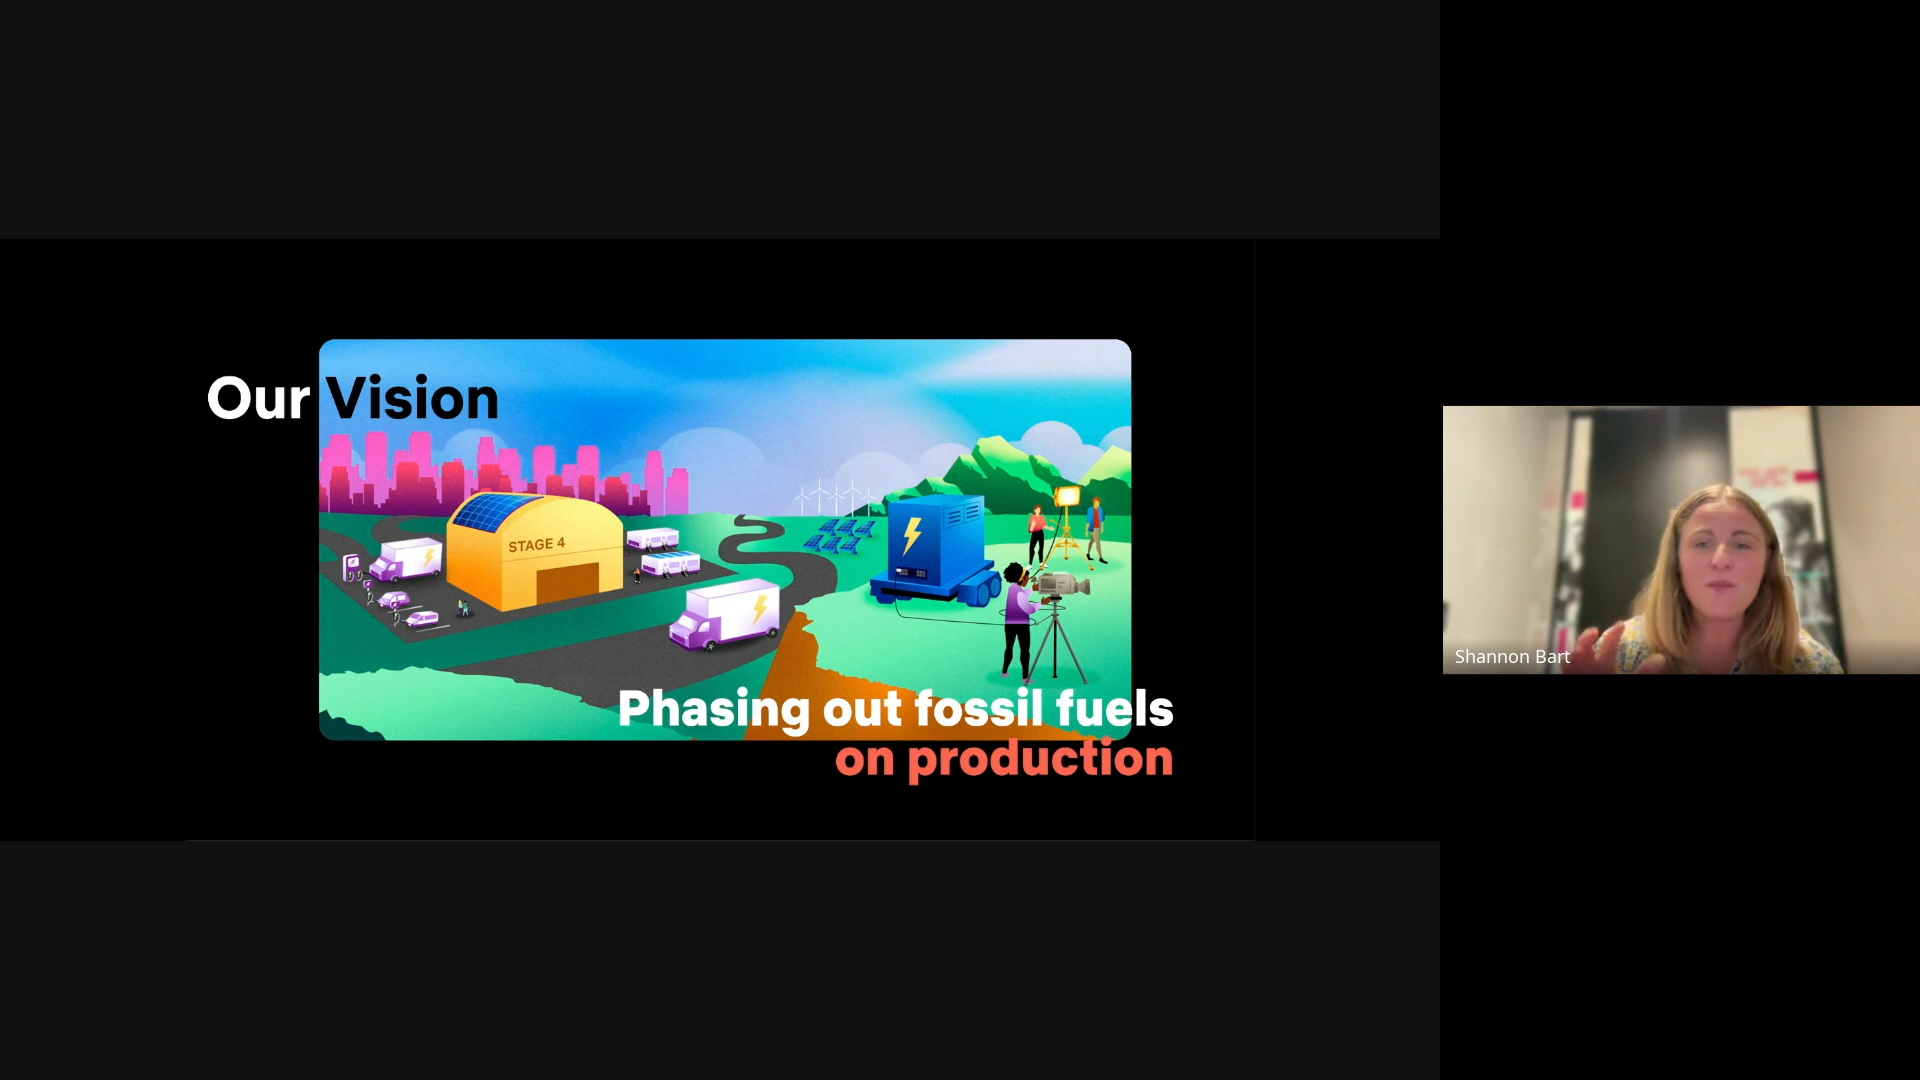 Our Vision
STAGE 4
Phasing out fossil fuels
on production
Shannon Bart